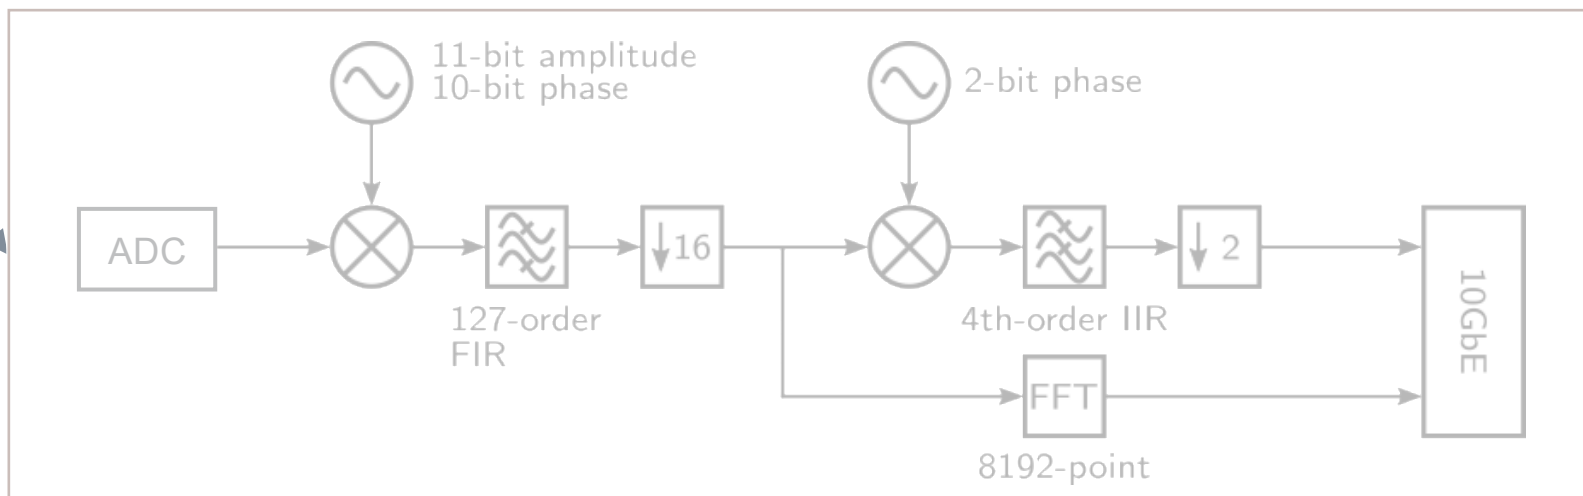 11-bit amplitude
10-bit phase
2-bit phase
ADC
16
2
127-order
FIR
4th-order IIR
10GbE
FFT
8192-point